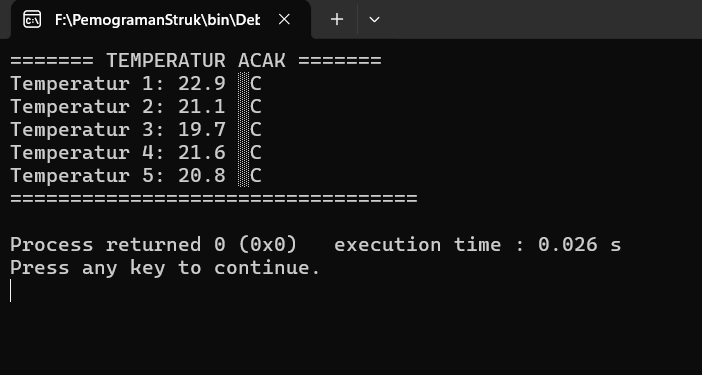 F:\PemogramanStruk\bin\Det
======= TEMPERATUR ACAK =======
Temperatur 1: 22.9 ░C
Temperatur 2: 21.1 ░C
Temperatur 3: 19.7 ░C
Temperatur 4: 21.6 ░C
Temperatur 5: 20.8 ░C
==================================
Process returned 0 (0x0)   execution time : 0.026 s
Press any key to continue.